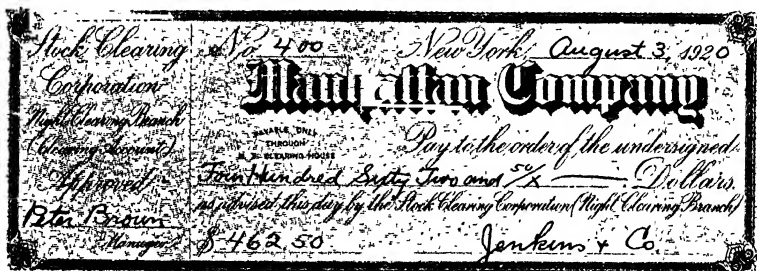 Stock Clearing
Corporation
Night Clearing Branch
(Clearing Account)
Approved
Peter Brown
Manager
No. 400 New York, August 3, 1920
Manhattan Company
PAYABLE ONLY
THROUGH
N. Y. CLEARING HOUSE
Pay to the order of the undersigned
Four Hundred Sixty Two and 50/x Dollars.
as advised this day by the Stock Clearing Corporation (Night Clearing Branch)
$ 462 50
Jenkins + Co